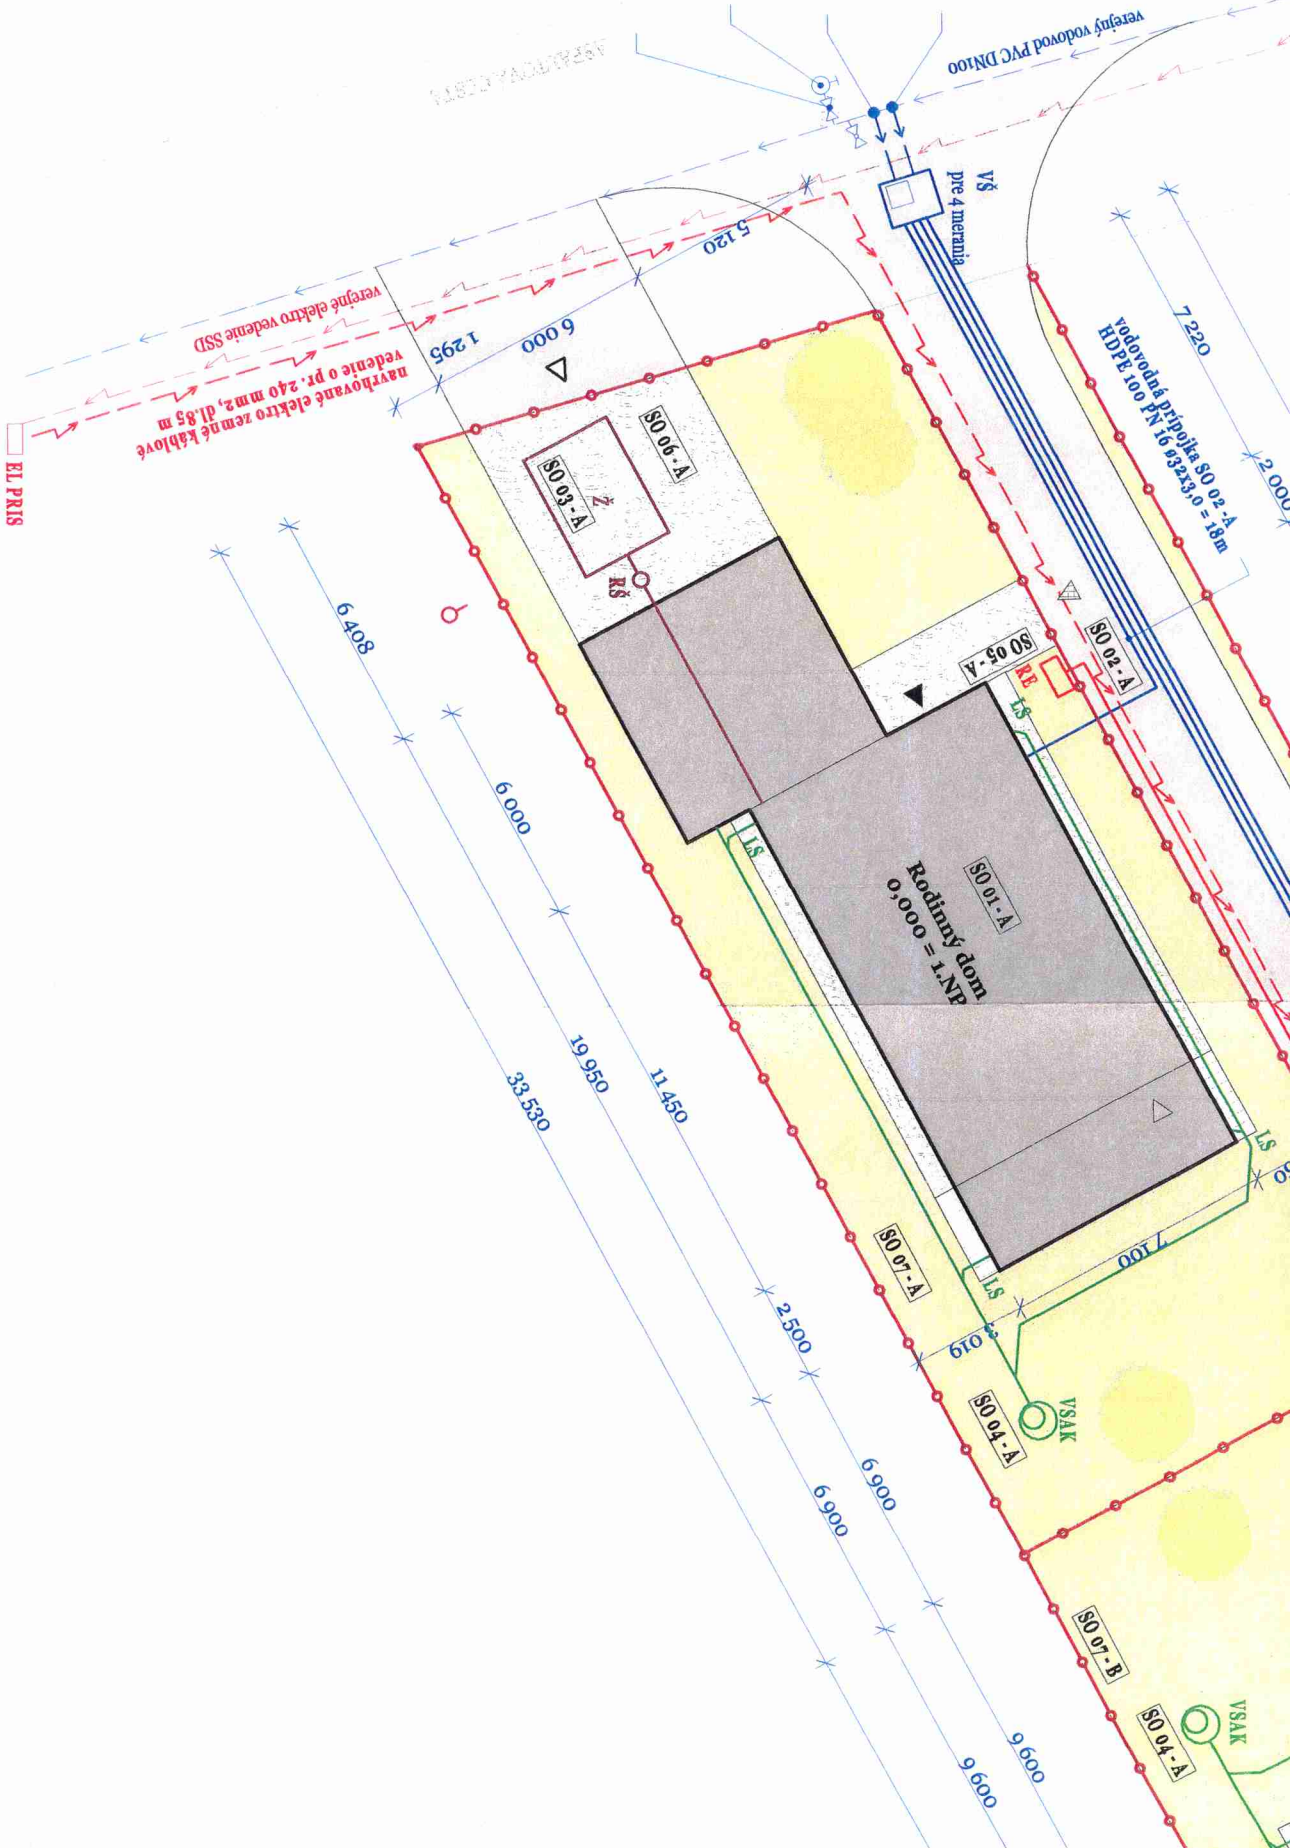 verejný vodovod PVC DN100
VŠ
pre 4 merania
5 120
7 220
2 000
vodovodná prípojka SO 02 -A
HDPE 100 PN 16 ø32x3,0 = 18m
verejné elektro vedenie SSD
navrhované elektro zemné káblové
vedenie o pr. 240 mm2, dl.85 m
EL PRIS
1 295
6 000
SO 06 - A
SO 03 - A
Ž
RŠ
SO 05 - A
SO 02 - A
RE
LS
6 408
6 000
LS
SO 01 - A
Rodinný dom
0,000 = 1.NP
19 950
11 450
33 530
LS
7 100
SO 07 - A
LS
3 019
2 500
VSAK
SO 04 - A
6 900
6 900
SO 07 - B
VSAK
SO 04 - A
9 600
9 600